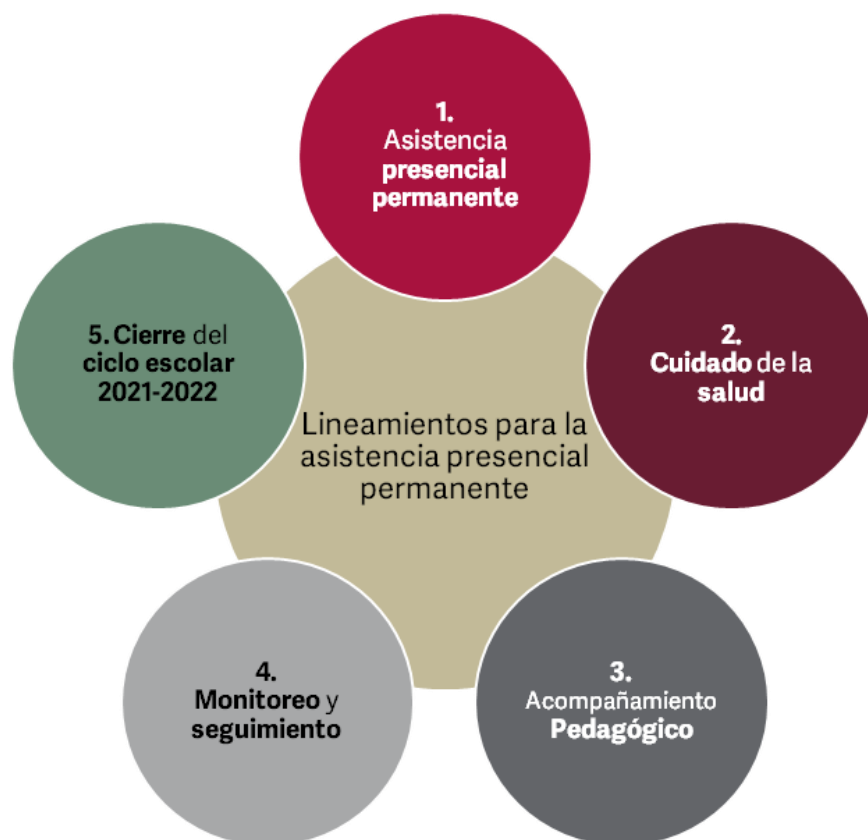 1.
Asistencia
presencial
permanente
2.
Cuidado de la
salud
3.
Acompañamiento
Pedagógico
4.
Monitoreo y
seguimiento
5. Cierre del
ciclo escolar
2021-2022
Lineamientos para la
asistencia presencial
permanente